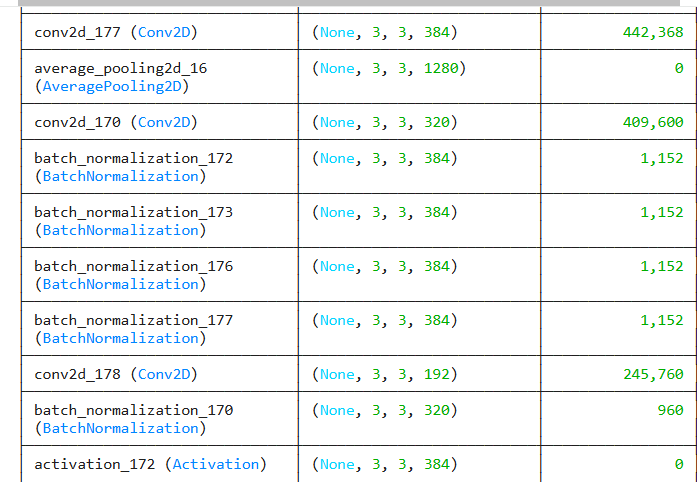 conv2d_177 (Conv2D) (None, 3, 3, 384) 442,368
average_pooling2d_16 (None, 3, 3, 1280) 0
(AveragePooling2D)
conv2d_170 (Conv2D) (None, 3, 3, 320) 409,600
batch_normalization_172 (None, 3, 3, 384) 1,152
(BatchNormalization)
batch_normalization_173 (None, 3, 3, 384) 1,152
(BatchNormalization)
batch_normalization_176 (None, 3, 3, 384) 1,152
(BatchNormalization)
batch_normalization_177 (None, 3, 3, 384) 1,152
(BatchNormalization)
conv2d_178 (Conv2D) (None, 3, 3, 192) 245,760
batch_normalization_170 (None, 3, 3, 320) 960
(BatchNormalization)
activation_172 (Activation) (None, 3, 3, 384) 0